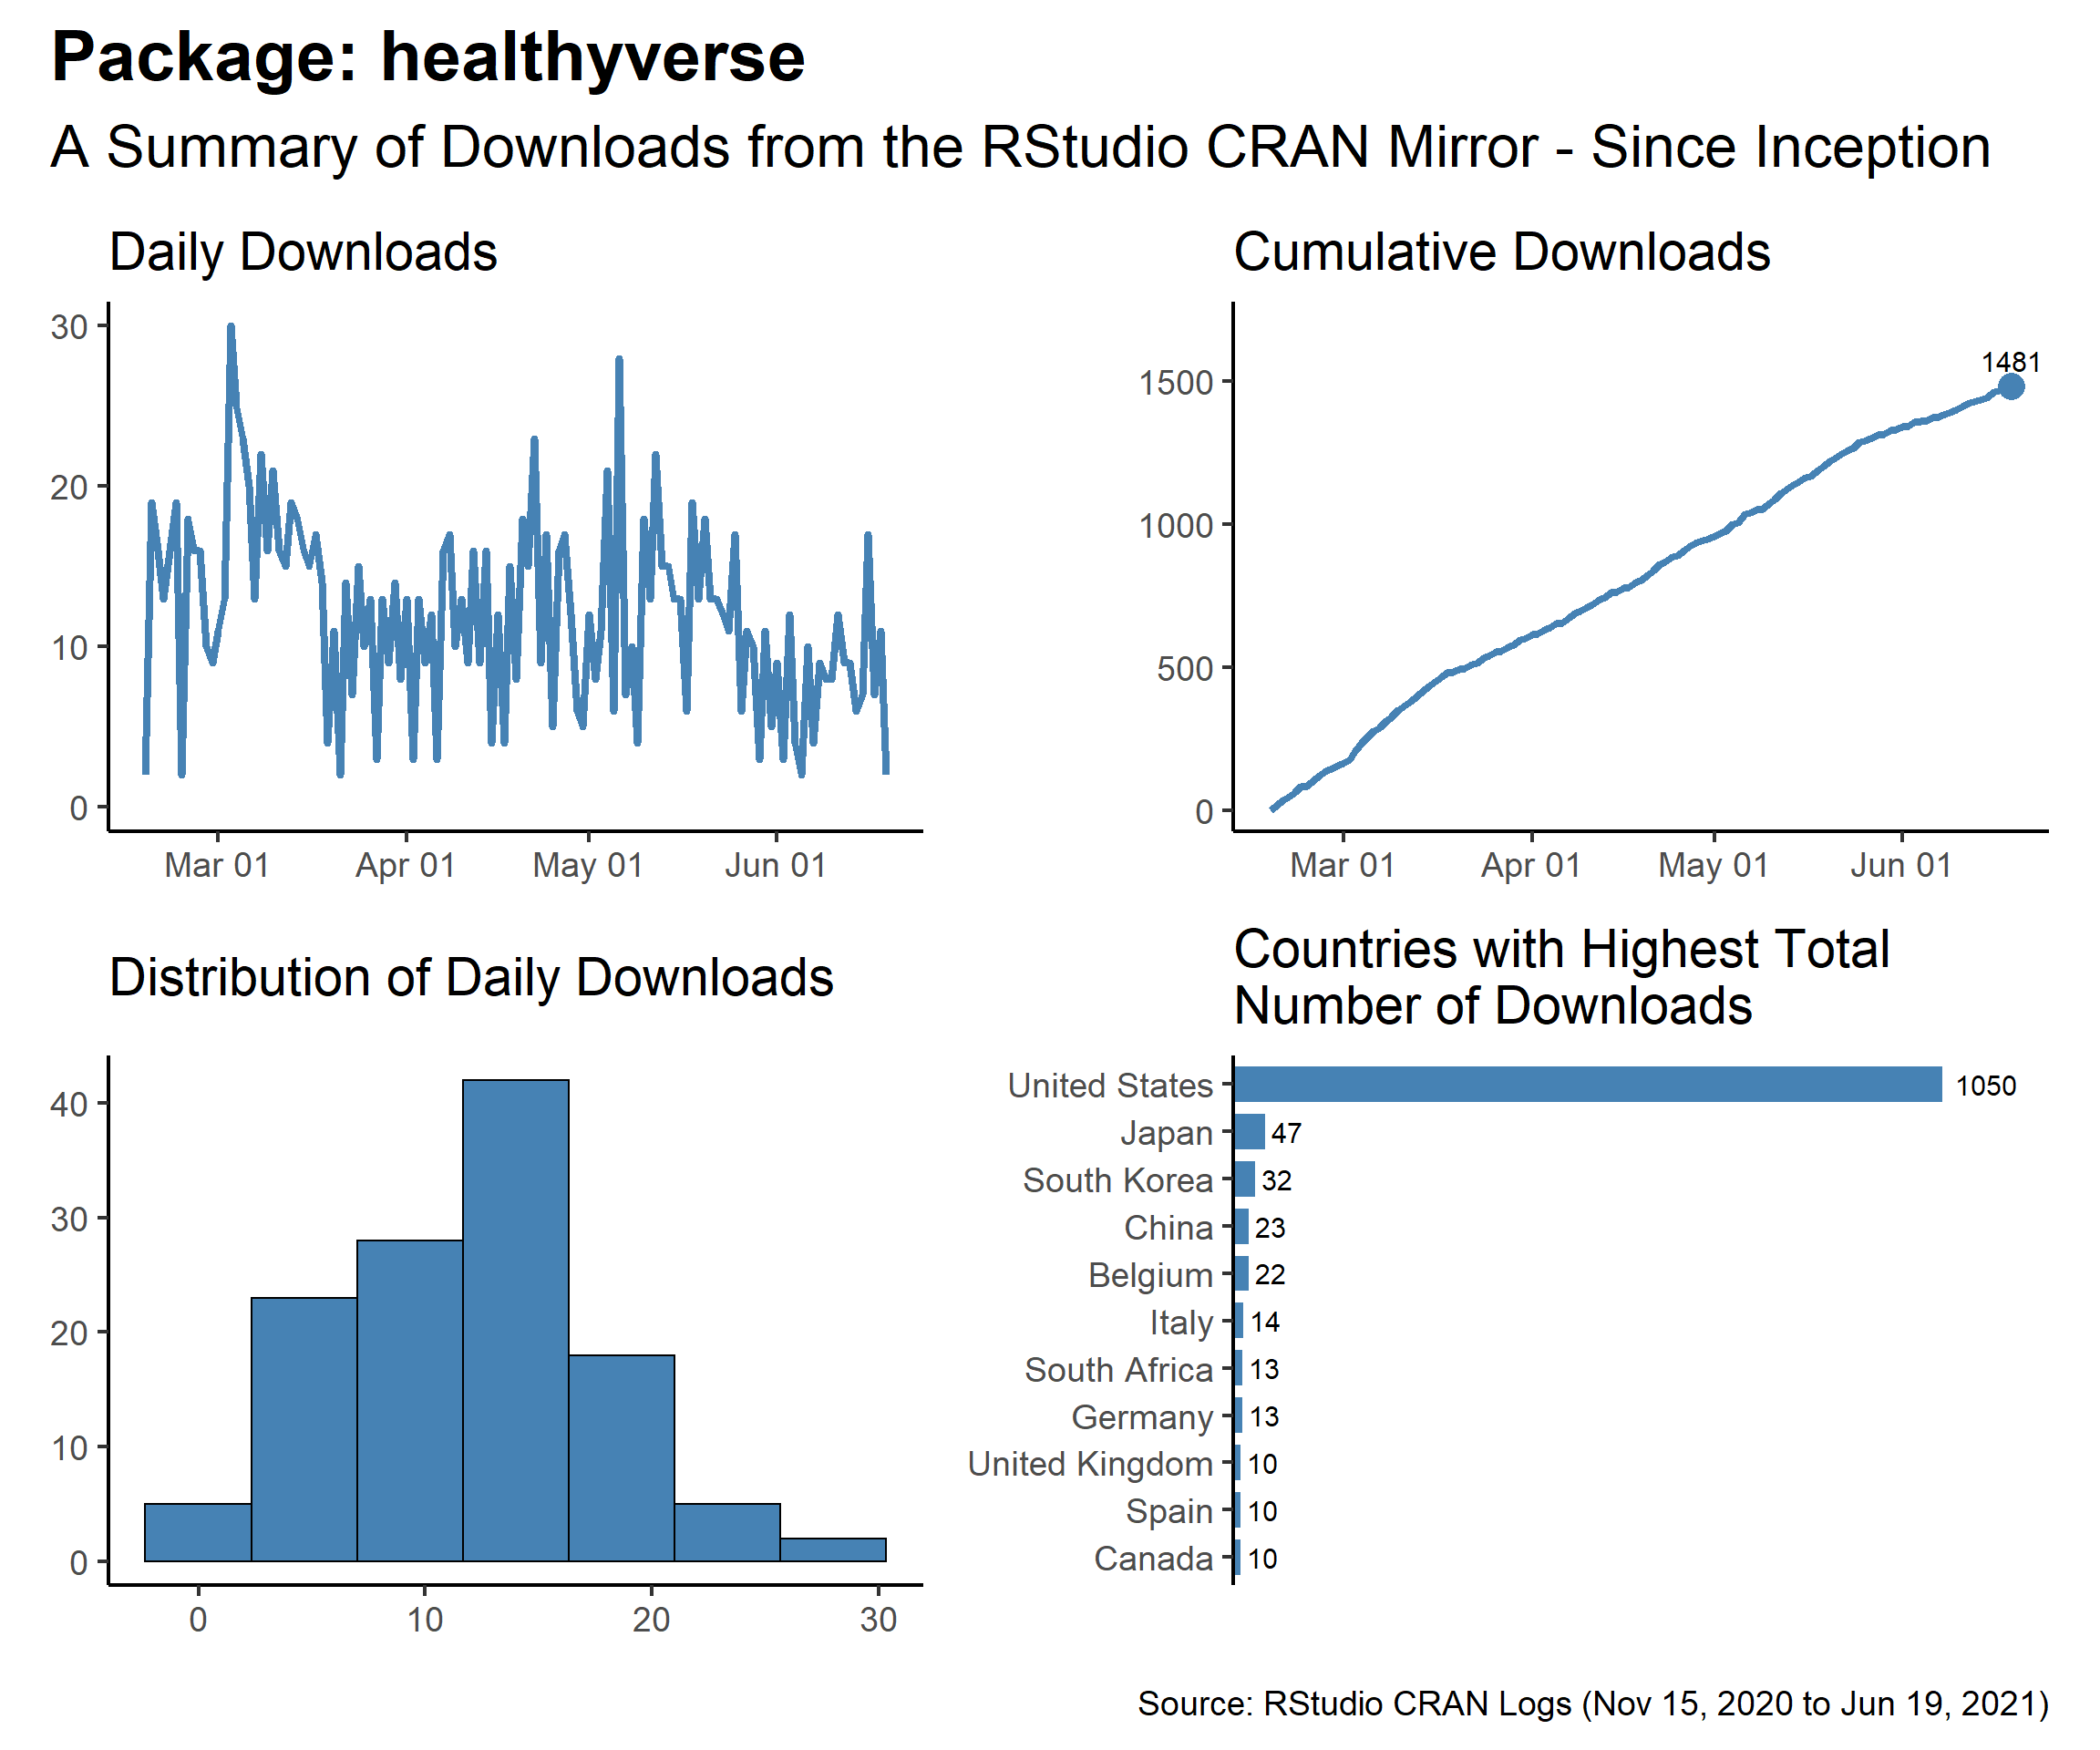 Package: healthyverse
A Summary of Downloads from the RStudio CRAN Mirror - Since Inception
Daily Downloads
30
20
10
0
Mar 01 Apr 01 May 01 Jun 01
Cumulative Downloads
1481
1500
1000
500
0
Mar 01 Apr 01 May 01 Jun 01
Distribution of Daily Downloads
40
30
20
10
0
0 10 20 30
Countries with Highest Total
Number of Downloads
United States 1050
Japan 47
South Korea 32
China 23
Belgium 22
Italy 14
South Africa 13
Germany 13
United Kingdom 10
Spain 10
Canada 10
Source: RStudio CRAN Logs (Nov 15, 2020 to Jun 19, 2021)